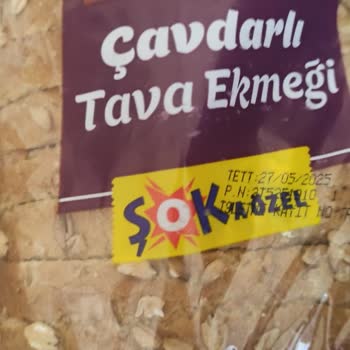 Çavdarlı
Tava Ekmeği
TETT:27/05/2025
ŞOK'A ÖZEL